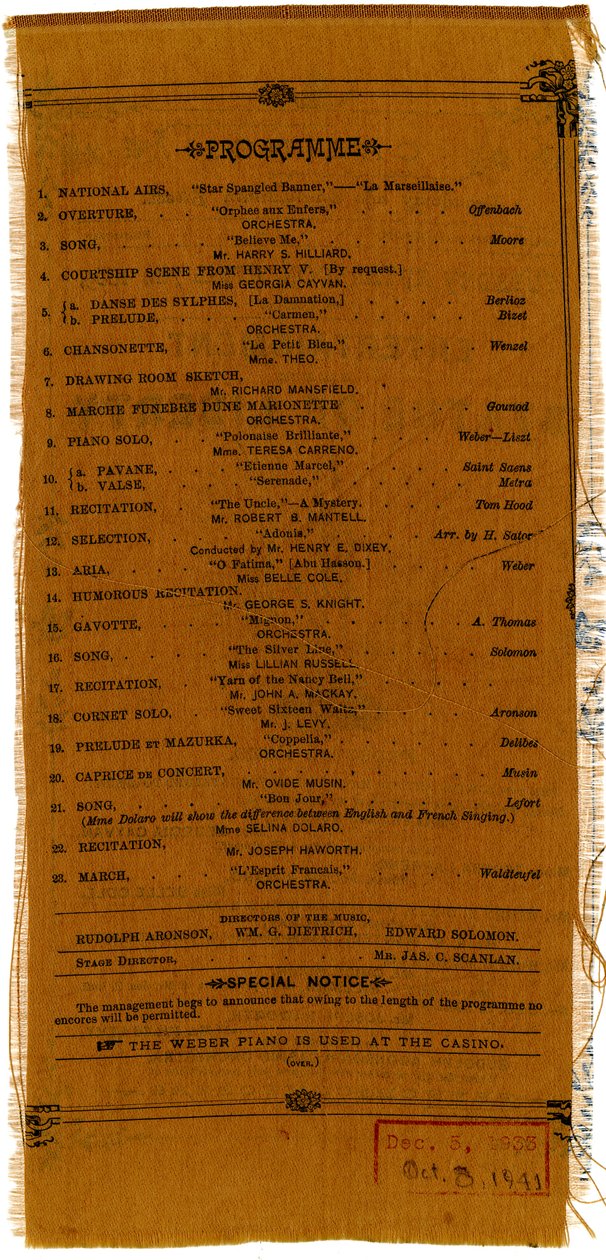 PROGRAMME
1. NATIONAL AIRS, "Star Spangled Banner,"—"La Marseillaise."
2. OVERTURE, . . "Orphee aux Enfers," . . . . Offenbach
ORCHESTRA.
3. SONG, . . . "Believe Me," . . . . . . Moore
Mr. HARRY S. HILLIARD.
4. COURTSHIP SCENE FROM HENRY V. [By request.]
Miss GEORGIA CAYVAN.
5. { a. DANSE DES SYLPHES, [La Damnation,] . . . . Berlioz
{ b. PRELUDE, . . . "Carmen," . . . . . Bizet
ORCHESTRA.
6. CHANSONETTE, . . "Le Petit Bleu," . . . . Wenzel
Mme. THEO.
7. DRAWING ROOM SKETCH,
Mr. RICHARD MANSFIELD.
8. MARCHE FUNEBRE DUNE MARIONETTE . . . . Gounod
ORCHESTRA.
9. PIANO SOLO, . . "Polonaise Brilliante," . . . Weber—Liszt
Mme. TERESA CARRENO.
10. { a. PAVANE, . . . "Etienne Marcel," . . . . Saint Saens
{ b. VALSE, . . . "Serenade," . . . . . Metra
11. RECITATION, . . "The Uncle,"—A Mystery. . . . Tom Hood
Mr. ROBERT B. MANTELL.
12. SELECTION, . . . "Adonis," . . . . Arr. by H. Sator
Conducted by Mr. HENRY E. DIXEY.
13. ARIA, . . . "O Fatima," [Abu Hasson.] . . . . Weber
Miss BELLE COLE.
14. HUMOROUS RECITATION.
Mr. GEORGE S. KNIGHT.
15. GAVOTTE, . . . "Mignon," . . . . . A. Thomas
ORCHESTRA.
16. SONG, . . . . "The Silver Line," . . . . Solomon
Miss LILLIAN RUSSELL.
17. RECITATION, . . "Yarn of the Nancy Bell," . . . . .
Mr. JOHN A. MACKAY.
18. CORNET SOLO, . . "Sweet Sixteen Waltz," . . . . Aronson
Mr. J. LEVY.
19. PRELUDE ET MAZURKA, "Coppelia," . . . . . Delibes
ORCHESTRA.
20. CAPRICE DE CONCERT, . . . . . . . Musin
Mr. OVIDE MUSIN.
21. SONG, . . . . . "Bon Jour," . . . . . Lefort
(Mme Dolaro will show the difference between English and French Singing.)
Mme SELINA DOLARO.
22. RECITATION,
Mr. JOSEPH HAWORTH.
23. MARCH, . . . "L'Esprit Francais," . . . . Waldteufel
ORCHESTRA.
DIRECTORS OF THE MUSIC,
RUDOLPH ARONSON, WM. G. DIETRICH, EDWARD SOLOMON.
STAGE DIRECTOR, . . . . . MR. JAS. C. SCANLAN.
SPECIAL NOTICE
The management begs to announce that owing to the length of the programme no
encores will be permitted.
☞ THE WEBER PIANO IS USED AT THE CASINO.
(OVER.)
Dec. 5, 1933
Oct. 8, 1941